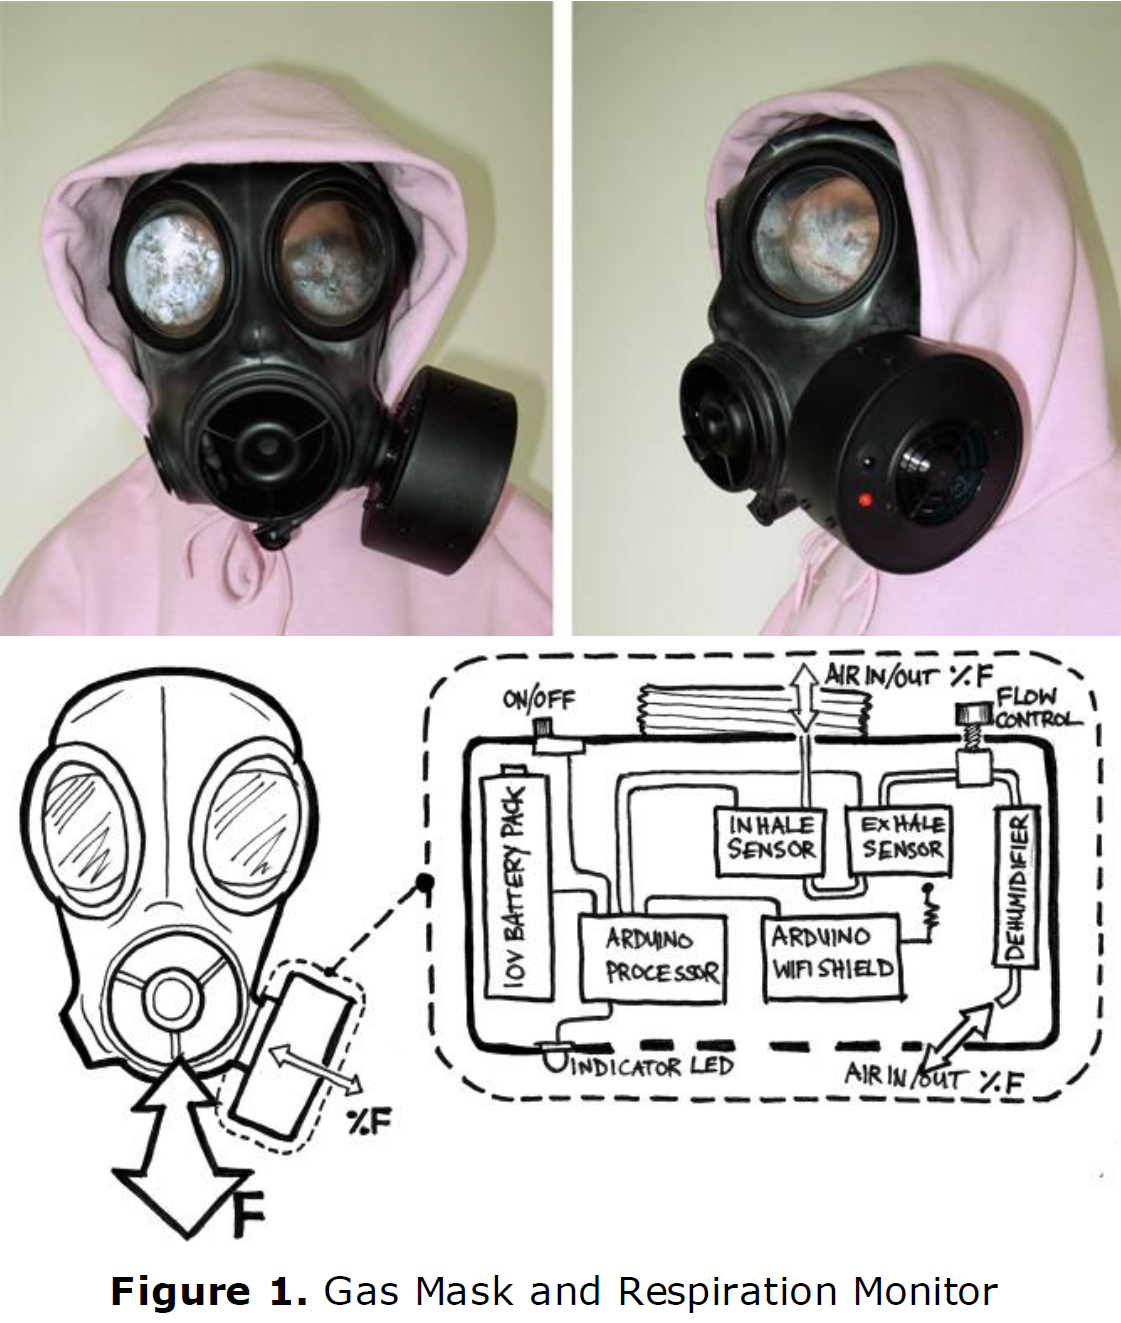 ON/OFF
AIR IN/OUT %F
FLOW
CONTROL
10V BATTERY PACK
INHALE
SENSOR
EXHALE
SENSOR
DEHUMIDIFIER
ARDUINO
PROCESSOR
ARDUINO
WIFI SHIELD
INDICATOR LED
AIR IN/OUT %F
%F
F
Figure 1. Gas Mask and Respiration Monitor